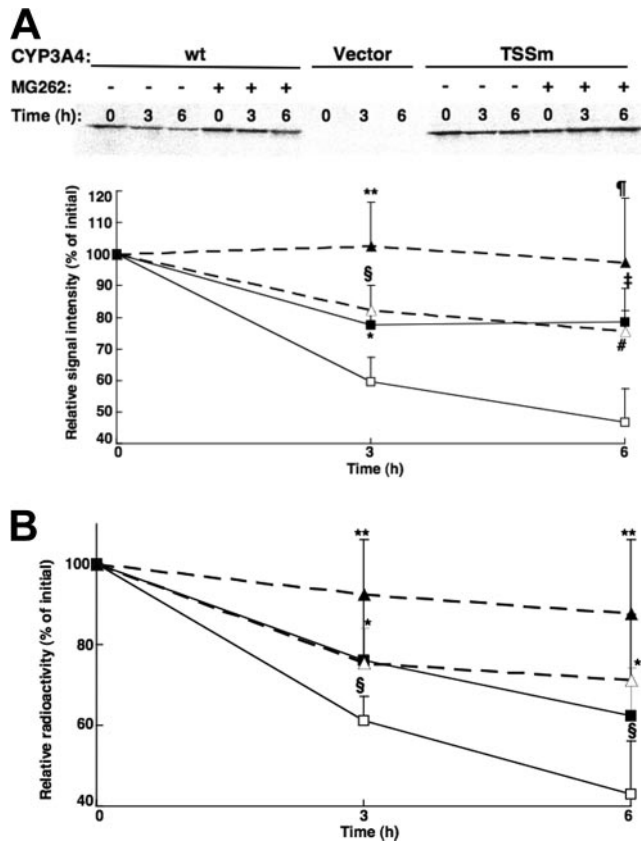 A
CYP3A4: wt Vector TSSm
MG262: - - - + + + - - - + + +
Time (h): 0 3 6 0 3 6 0 3 6 0 3 6 0 3 6
Relative signal intensity (% of initial)
120
110
100
90
80
70
60
50
40
** ¶
§ ‡
* #
0 3 6
Time (h)
B
Relative radioactivity (% of initial)
100
80
60
40
** **
* *
§ §
0 3 6
Time (h)